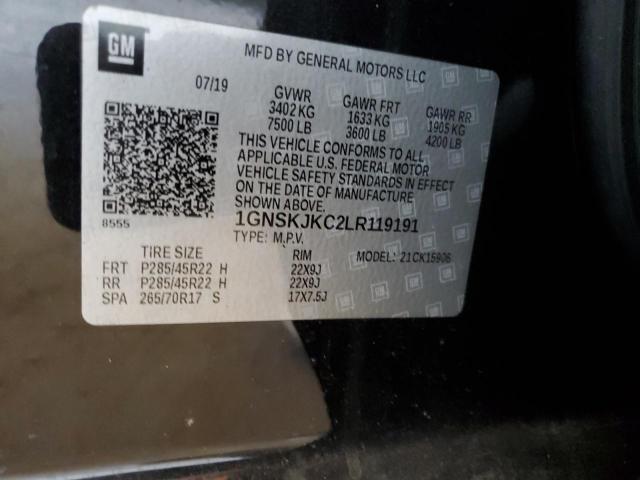 GM
MFD BY GENERAL MOTORS LLC
07/19
GVWR GAWR FRT GAWR RR
3402 KG 1633 KG 1905 KG
7500 LB 3600 LB 4200 LB
THIS VEHICLE CONFORMS TO ALL
APPLICABLE U.S. FEDERAL MOTOR
VEHICLE SAFETY STANDARDS IN EFFECT
ON THE DATE OF MANUFACTURE
SHOWN ABOVE.
8555
1GNSKJKC2LR119191
TYPE: M.P.V. MODEL: 21CK15906
TIRE SIZE RIM
FRT P285/45R22 H 22X9J
RR P285/45R22 H 22X9J
SPA 265/70R17 S 17X7.5J